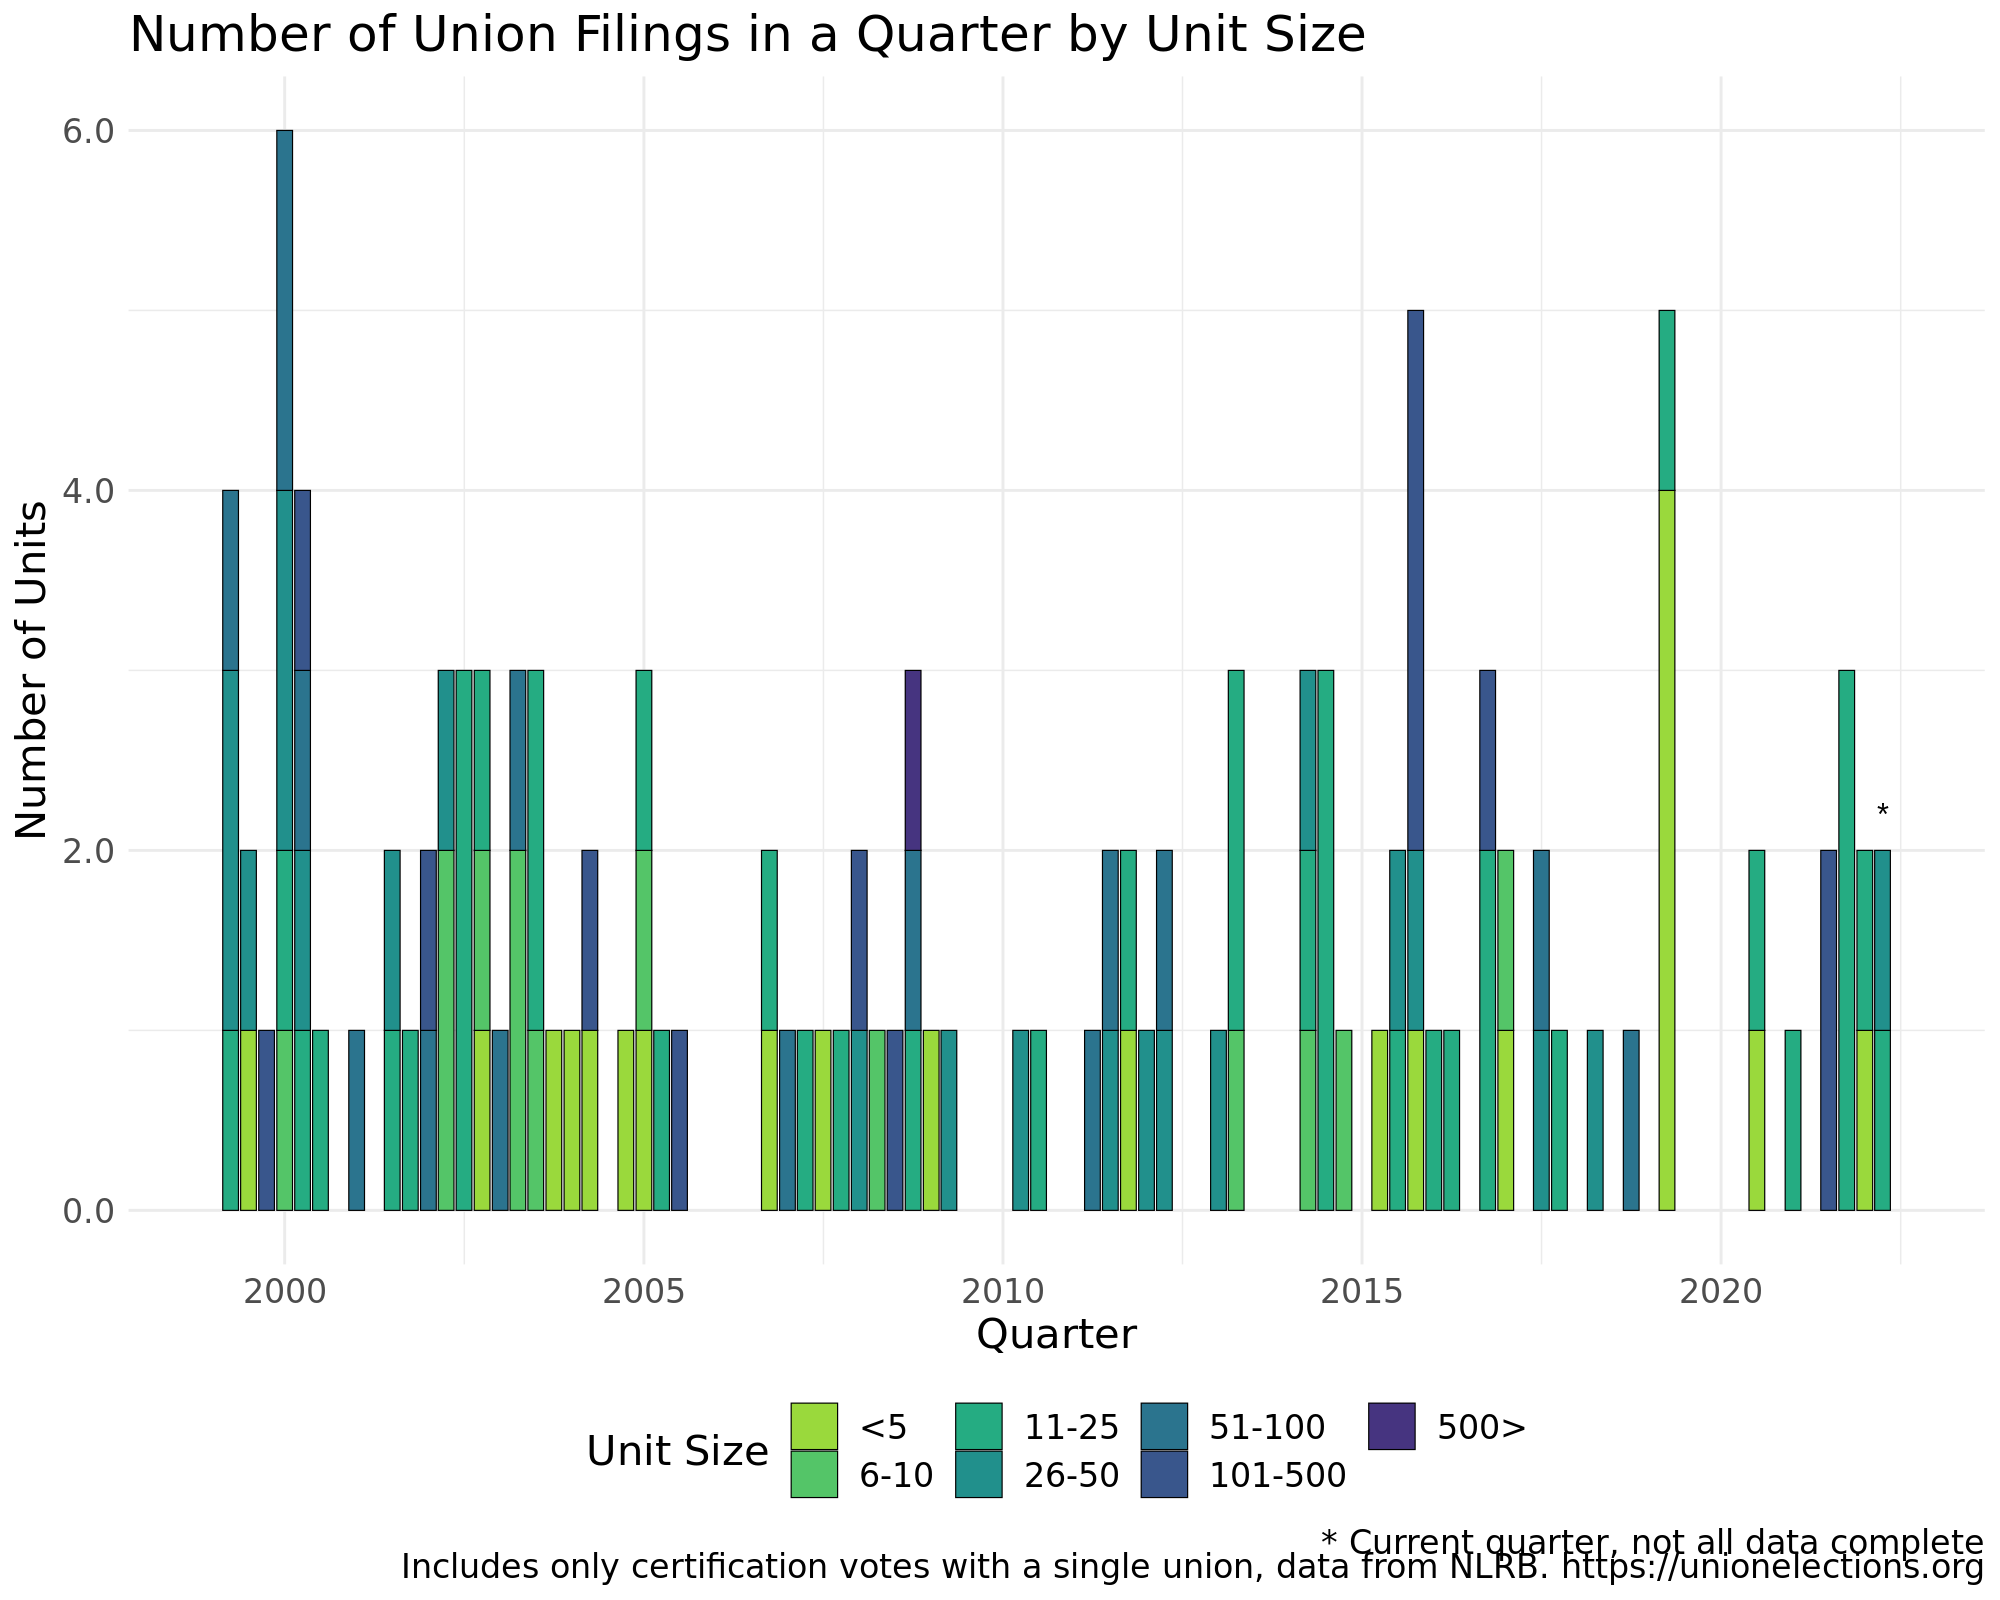 Number of Union Filings in a Quarter by Unit Size
6.0
4.0
2.0
0.0
Number of Units
*
2000 2005 2010 2015 2020
Quarter
Unit Size
<5 11-25 51-100 500>
6-10 26-50 101-500
* Current quarter, not all data complete
Includes only certification votes with a single union, data from NLRB. https://unionelections.org